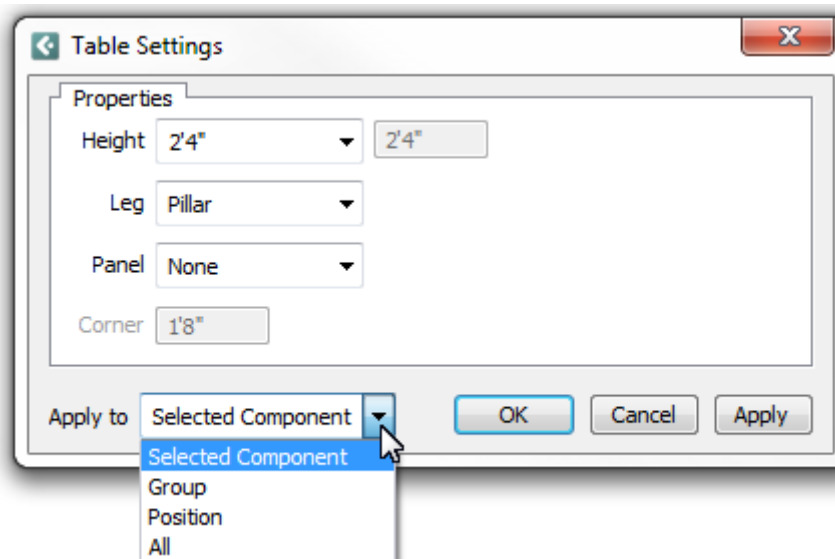 Table Settings
Properties
Height 2'4" 2'4"
Leg Pillar
Panel None
Corner 1'8"
Apply to Selected Component OK Cancel Apply
Selected Component
Group
Position
All